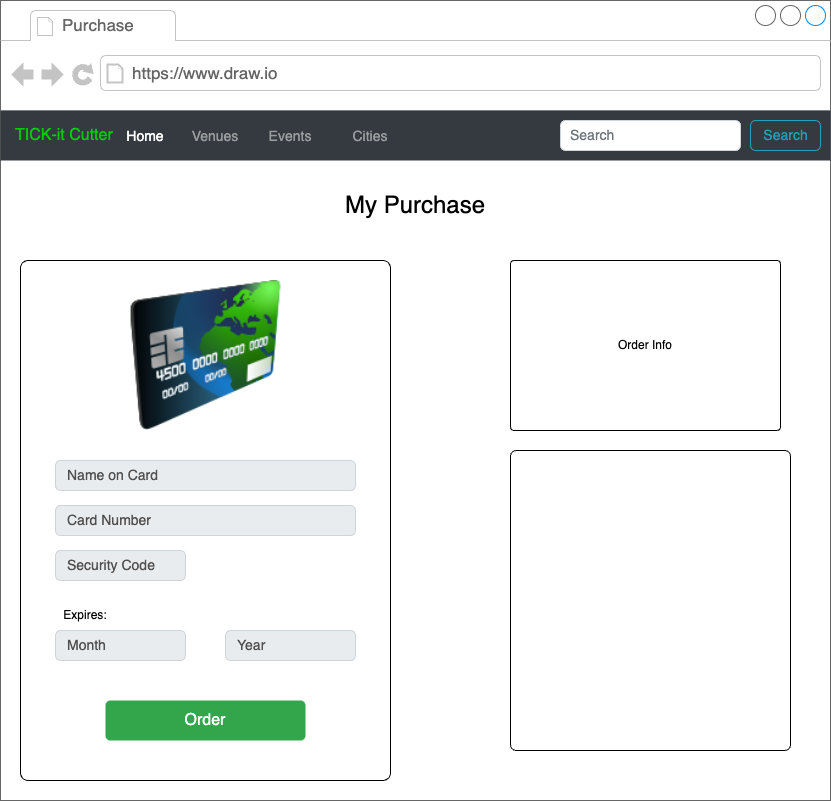 Purchase
https://www.draw.io
TICK-it Cutter Home Venues Events Cities Search Search
My Purchase
4500 0000 0000 0000
00/00 00/00
Order Info
Name on Card
Card Number
Security Code
Expires:
Month Year
Order